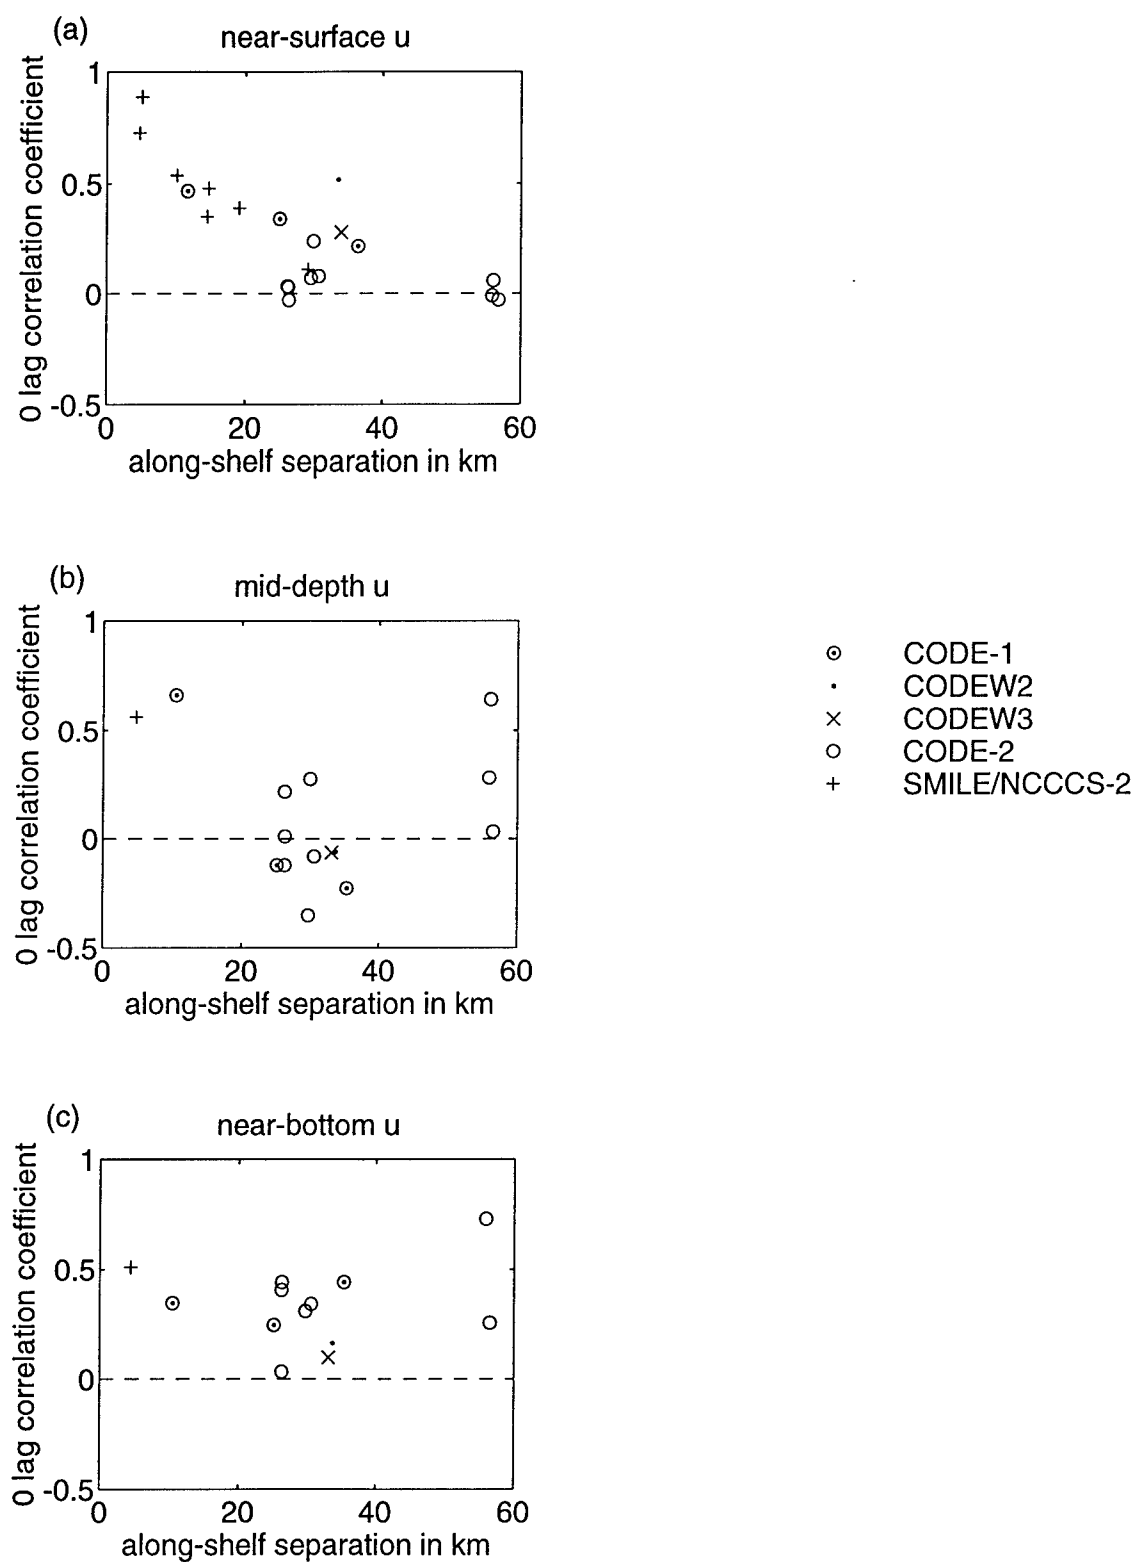 (a)
near-surface u
0 lag correlation coefficient
1
0.5
0
-0.5
0 20 40 60
along-shelf separation in km
(b)
mid-depth u
0 lag correlation coefficient
1
0.5
0
-0.5
0 20 40 60
along-shelf separation in km
CODE-1
CODEW2
CODEW3
CODE-2
SMILE/NCCCS-2
(c)
near-bottom u
0 lag correlation coefficient
1
0.5
0
-0.5
0 20 40 60
along-shelf separation in km